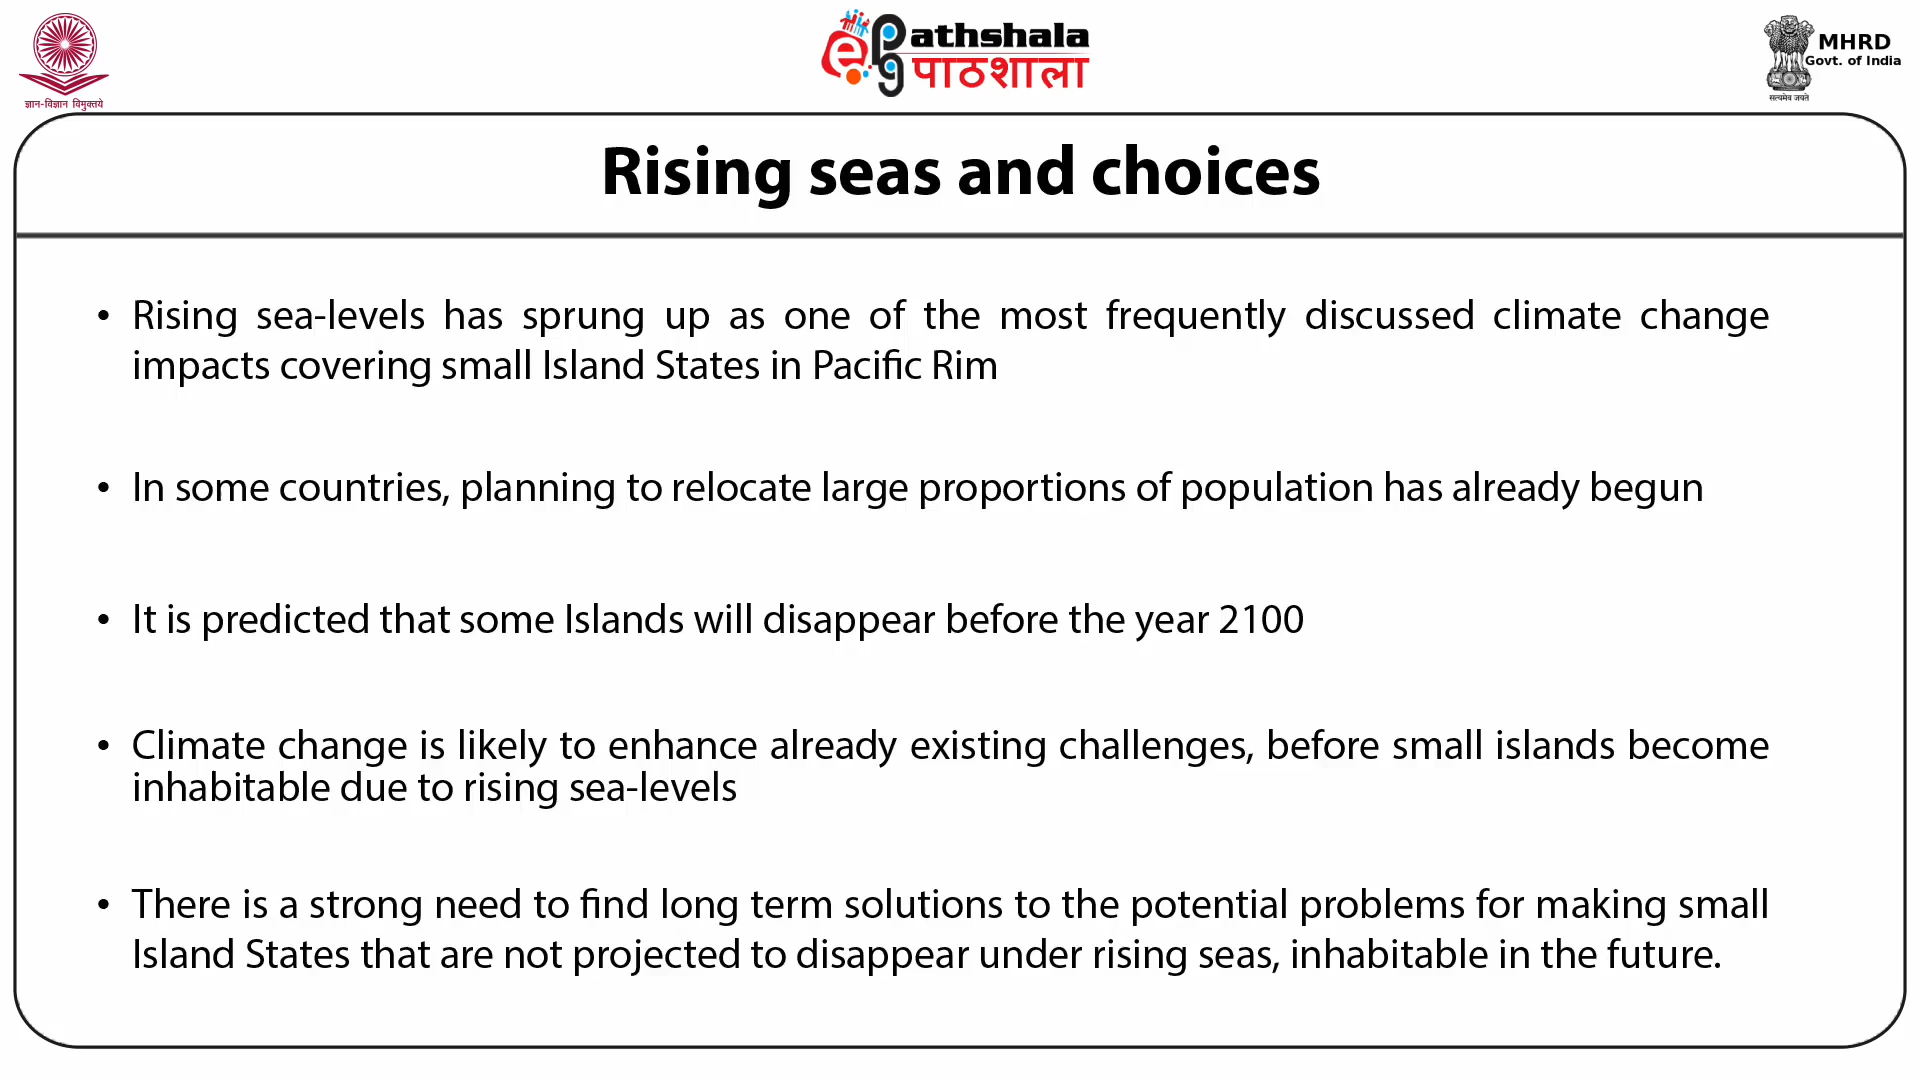 ज्ञान-विज्ञान विमुक्तये
ePathshala
पाठशाला
MHRD
Govt. of India
सत्यमेव जयते
Rising seas and choices
• Rising sea-levels has sprung up as one of the most frequently discussed climate change
impacts covering small Island States in Pacific Rim
• In some countries, planning to relocate large proportions of population has already begun
• It is predicted that some Islands will disappear before the year 2100
• Climate change is likely to enhance already existing challenges, before small islands become
inhabitable due to rising sea-levels
• There is a strong need to find long term solutions to the potential problems for making small
Island States that are not projected to disappear under rising seas, inhabitable in the future.